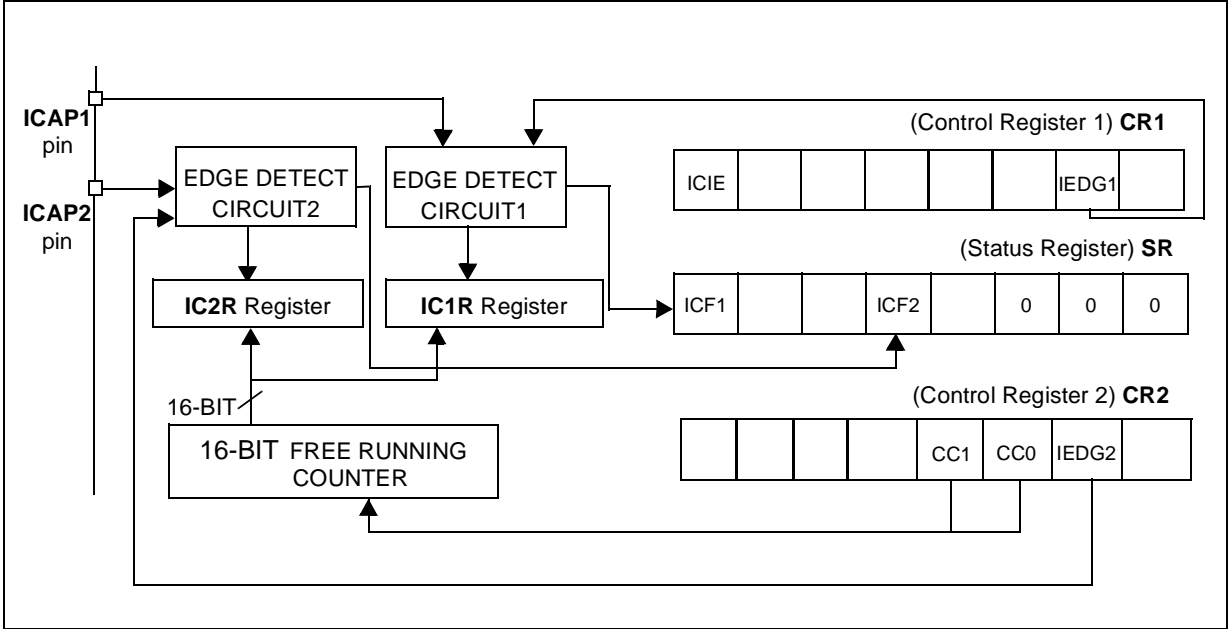 ICAP1
pin
ICAP2
pin
EDGE DETECT
CIRCUIT2
EDGE DETECT
CIRCUIT1
IC2R Register
IC1R Register
16-BIT
16-BIT FREE RUNNING
COUNTER
(Control Register 1) CR1
ICIE IEDG1
(Status Register) SR
ICF1 ICF2 0 0 0
(Control Register 2) CR2
CC1 CC0 IEDG2